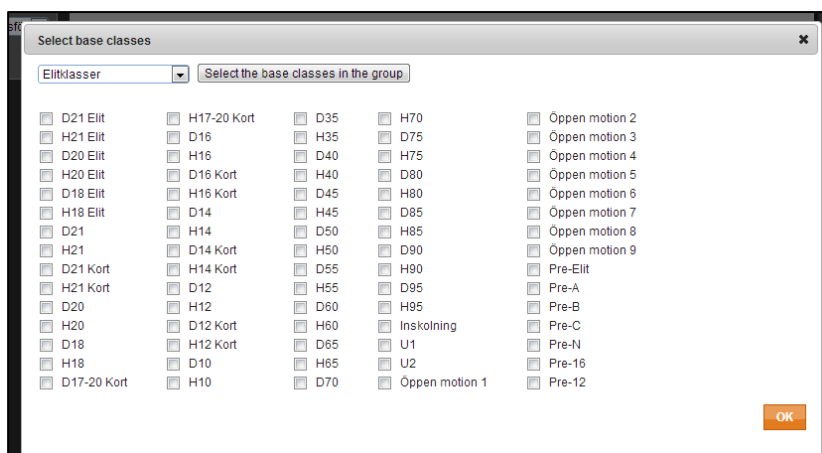 Select base classes
Elitklasser Select the base classes in the group
D21 Elit H17-20 Kort D35 H70 Öppen motion 2
H21 Elit D16 H35 D75 Öppen motion 3
D20 Elit H16 D40 H75 Öppen motion 4
H20 Elit D16 Kort H40 D80 Öppen motion 5
D18 Elit H16 Kort D45 H80 Öppen motion 6
H18 Elit D14 H45 D85 Öppen motion 7
D21 H14 D50 H85 Öppen motion 8
H21 D14 Kort H50 D90 Öppen motion 9
D21 Kort H14 Kort D55 H90 Pre-Elit
H21 Kort D12 H55 D95 Pre-A
D20 H12 D60 H95 Pre-B
H20 D12 Kort H60 Inskolning Pre-C
D18 H12 Kort D65 U1 Pre-N
H18 D10 H65 U2 Pre-16
D17-20 Kort H10 D70 Öppen motion 1 Pre-12
OK